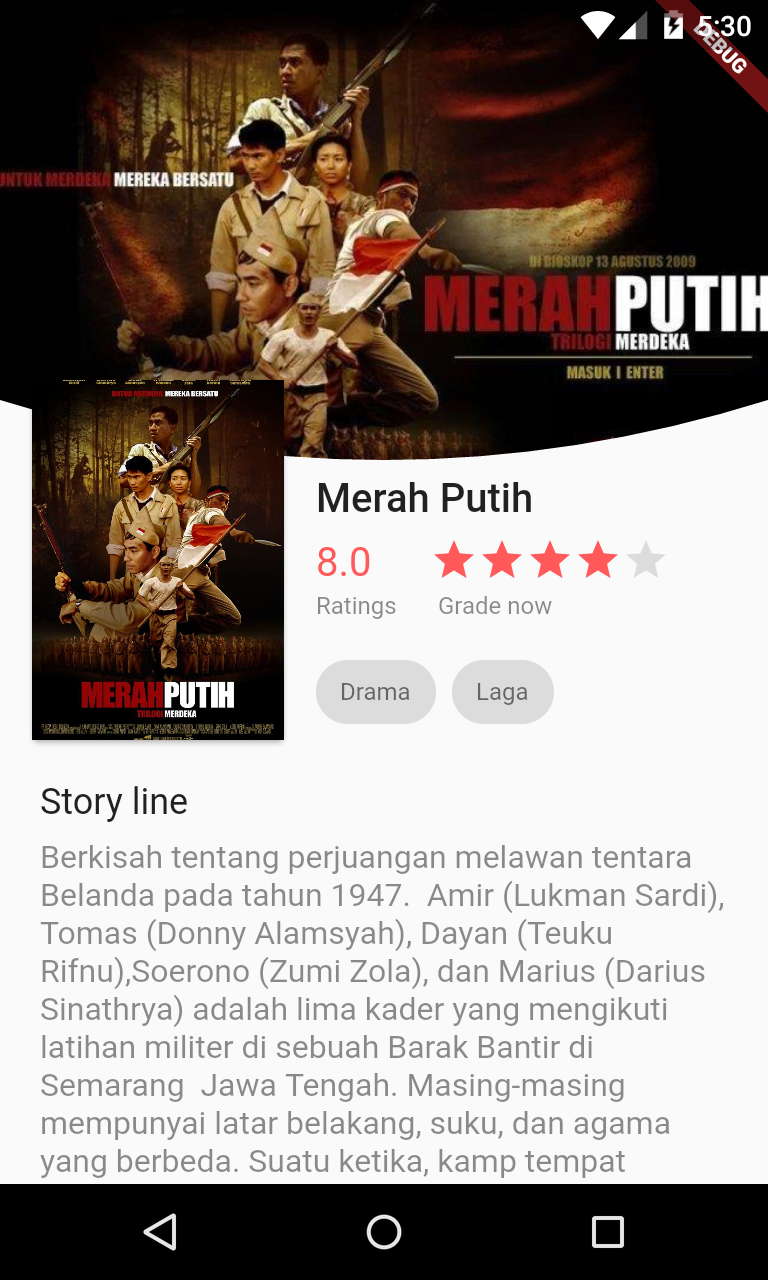 5:30
DEBUG
UNTUK MERDEKA MEREKA BERSATU
DI BIOSKOP 13 AGUSTUS 2009
MERAH PUTIH
TRILOGI MERDEKA
MASUK I ENTER
UNTUK MERDEKA MEREKA BERSATU
MERAH PUTIH
TRILOGI MERDEKA
Merah Putih
8.0
Ratings
Grade now
Drama
Laga
Story line
Berkisah tentang perjuangan melawan tentara
Belanda pada tahun 1947.  Amir (Lukman Sardi),
Tomas (Donny Alamsyah), Dayan (Teuku
Rifnu),Soerono (Zumi Zola), dan Marius (Darius
Sinathrya) adalah lima kader yang mengikuti
latihan militer di sebuah Barak Bantir di
Semarang  Jawa Tengah. Masing-masing
mempunyai latar belakang, suku, dan agama
yang berbeda. Suatu ketika, kamp tempat